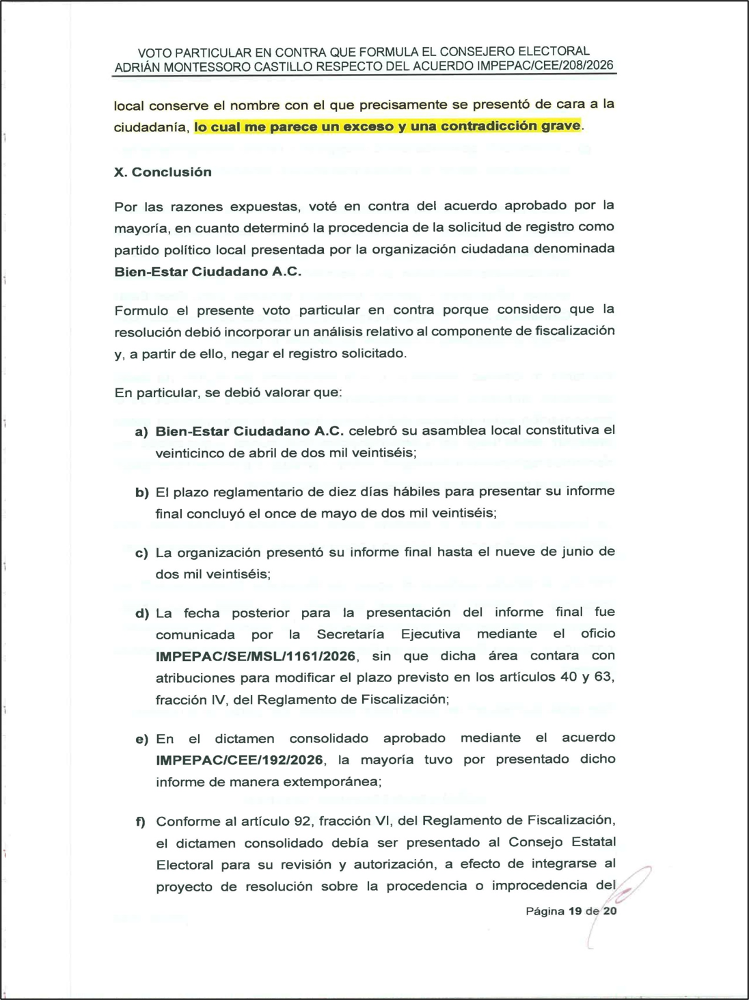 VOTO PARTICULAR EN CONTRA QUE FORMULA EL CONSEJERO ELECTORAL
ADRIÁN MONTESSORO CASTILLO RESPECTO DEL ACUERDO IMPEPAC/CEE/208/2026
local conserve el nombre con el que precisamente se presentó de cara a la
ciudadanía, lo cual me parece un exceso y una contradicción grave.
X. Conclusión
Por las razones expuestas, voté en contra del acuerdo aprobado por la
mayoría, en cuanto determinó la procedencia de la solicitud de registro como
partido político local presentada por la organización ciudadana denominada
Bien-Estar Ciudadano A.C.
Formulo el presente voto particular en contra porque considero que la
resolución debió incorporar un análisis relativo al componente de fiscalización
y, a partir de ello, negar el registro solicitado.
En particular, se debió valorar que:
a) Bien-Estar Ciudadano A.C. celebró su asamblea local constitutiva el
veinticinco de abril de dos mil veintiséis;
b) El plazo reglamentario de diez días hábiles para presentar su informe
final concluyó el once de mayo de dos mil veintiséis;
c) La organización presentó su informe final hasta el nueve de junio de
dos mil veintiséis;
d) La fecha posterior para la presentación del informe final fue
comunicada por la Secretaría Ejecutiva mediante el oficio
IMPEPAC/SE/MSL/1161/2026, sin que dicha área contara con
atribuciones para modificar el plazo previsto en los artículos 40 y 63,
fracción IV, del Reglamento de Fiscalización;
e) En el dictamen consolidado aprobado mediante el acuerdo
IMPEPAC/CEE/192/2026, la mayoría tuvo por presentado dicho
informe de manera extemporánea;
f) Conforme al artículo 92, fracción VI, del Reglamento de Fiscalización,
el dictamen consolidado debía ser presentado al Consejo Estatal
Electoral para su revisión y autorización, a efecto de integrarse al
proyecto de resolución sobre la procedencia o improcedencia del
Página 19 de 20